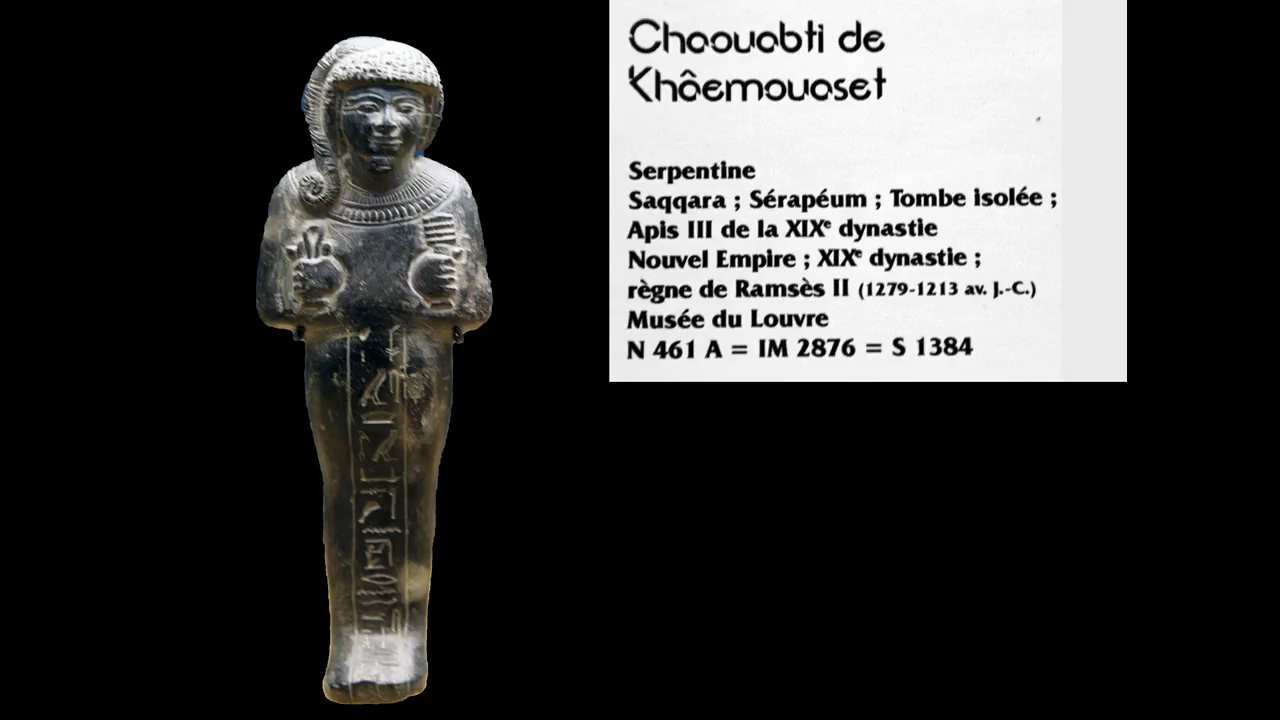 Chaouabti de
Khâemouaset
Serpentine
Saqqara ; Sérapéum ; Tombe isolée ;
Apis III de la XIXe dynastie
Nouvel Empire ; XIXe dynastie ;
règne de Ramsès II (1279-1213 av. J.-C.)
Musée du Louvre
N 461 A = IM 2876 = S 1384